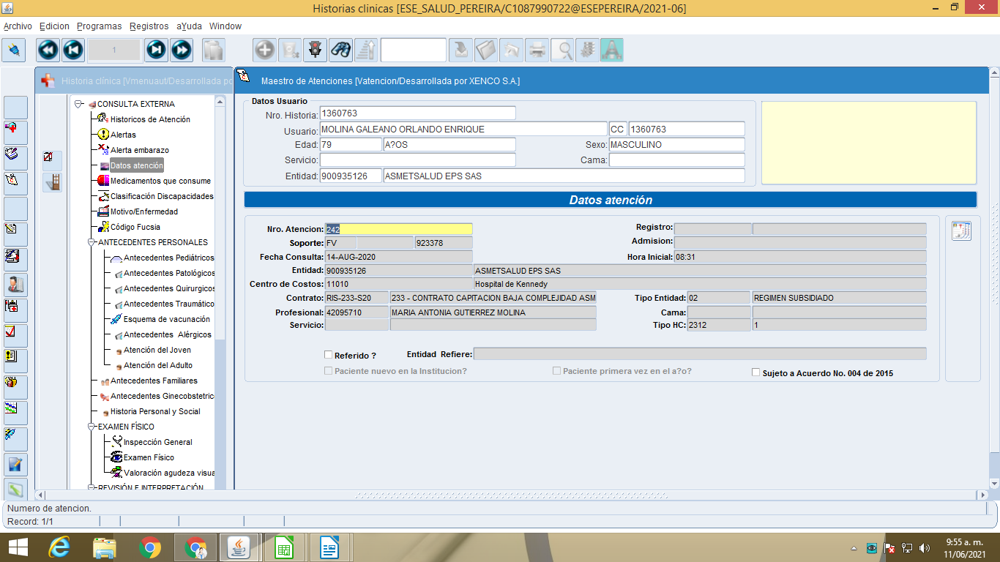 Historias clinicas [ESE_SALUD_PEREIRA/C1087990722@ESEPEREIRA/2021-06]
Archivo Edicion Programas Registros aYuda Window
1
Historia clínica [Vmenuaut/Desarrollada po
Maestro de Atenciones [Vatencion/Desarrollada por XENCO S.A.]
CONSULTA EXTERNA
Historicos de Atención
Alertas
Alerta embarazo
Datos atención
Medicamentos que consume
Clasificación Discapacidades
Motivo/Enfermedad
Código Fucsia
ANTECEDENTES PERSONALES
Antecedentes Pediátricos
Antecedentes Patológicos
Antecedentes Quirurgicos
Antecedentes Traumático
Esquema de vacunación
Antecedentes Alérgicos
Atención del Joven
Atención del Adulto
Antecedentes Familiares
Antecedentes Ginecobstetric
Historia Personal y Social
EXAMEN FÍSICO
Inspección General
Examen Físico
Valoración agudeza visua
REVISIÓN E INTERPRETACIÓN
Datos Usuario
Nro. Historia: 1360763
Usuario: MOLINA GALEANO ORLANDO ENRIQUE CC 1360763
Edad: 79 A?OS Sexo: MASCULINO
Servicio: Cama:
Entidad: 900935126 ASMETSALUD EPS SAS
Datos atención
Nro. Atencion: 242 Registro:
Soporte: FV 923378 Admision:
Fecha Consulta: 14-AUG-2020 Hora Inicial: 08:31
Entidad: 900935126 ASMETSALUD EPS SAS
Centro de Costos: 11010 Hospital de Kennedy
Contrato: RIS-233-S20 233 - CONTRATO CAPITACION BAJA COMPLEJIDAD ASM Tipo Entidad: 02 REGIMEN SUBSIDIADO
Profesional: 42095710 MARIA ANTONIA GUTIERREZ MOLINA Cama:
Servicio: Tipo HC: 2312 1
Referido ? Entidad Refiere:
Paciente nuevo en la Institucion? Paciente primera vez en el a?o? Sujeto a Acuerdo No. 004 de 2015
Numero de atencion.
Record: 1/1
9:55 a. m.
11/06/2021